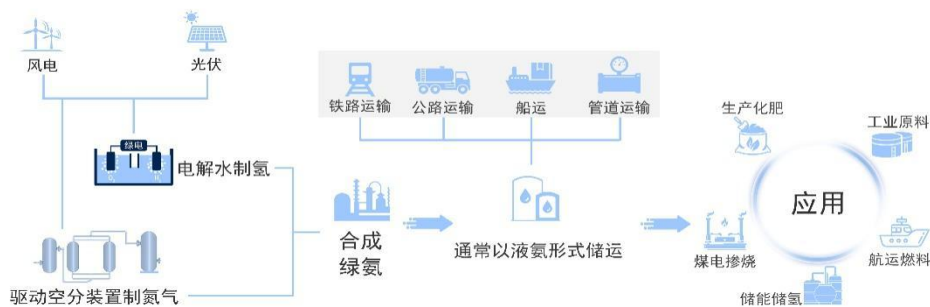 风电
光伏
铁路运输
公路运输
船运
管道运输
绿电
电解水制氢
驱动空分装置制氮气
合成
绿氨
通常以液氨形式储运
生产化肥
工业原料
应用
煤电掺烧
航运燃料
储能储氢